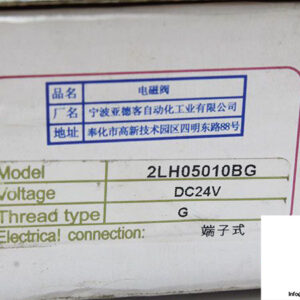 品名 电磁阀
厂名 宁波亚德客自动化工业有限公司
地址 奉化市高新技术园区四明东路88号
Model 2LH05010BG
Voltage DC24V
Thread type G
Electrical connection: 端子式